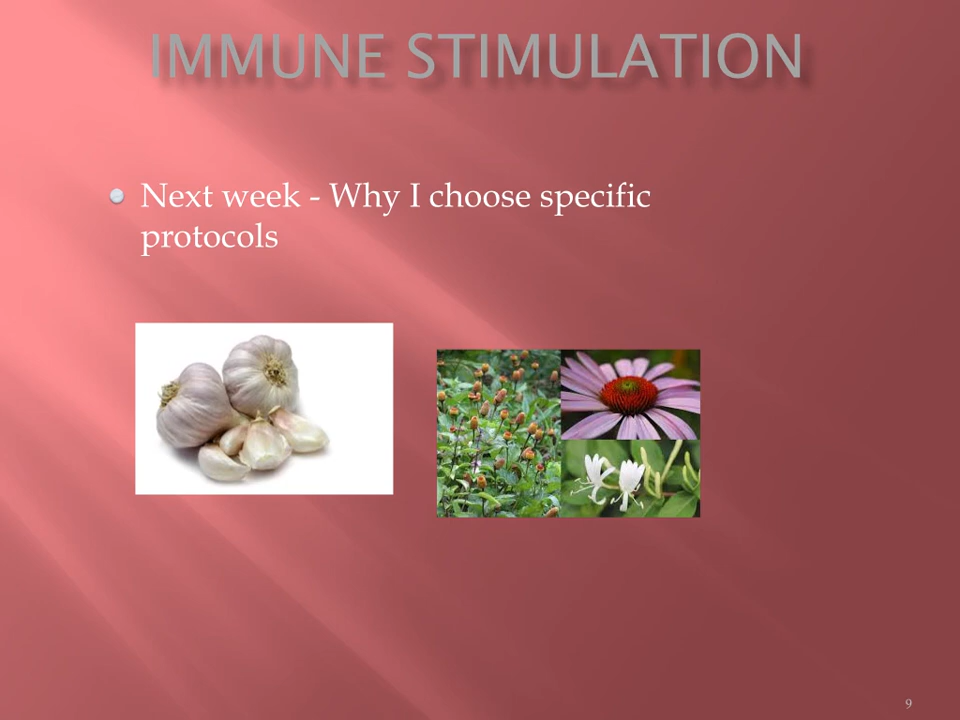 IMMUNE STIMULATION
Next week - Why I choose specific
protocols
9